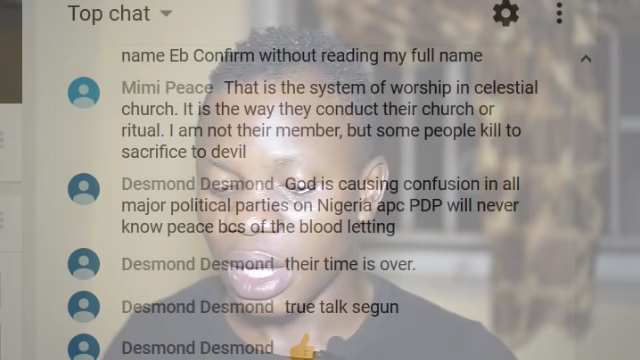 Top chat
name Eb Confirm without reading my full name
Mimi Peace That is the system of worship in celestial
church. It is the way they conduct their church or
ritual. I am not their member, but some people kill to
sacrifice to devil
Desmond Desmond God is causing confusion in all
major political parties on Nigeria apc PDP will never
know peace bcs of the blood letting
Desmond Desmond their time is over.
Desmond Desmond true talk segun
Desmond Desmond 👍